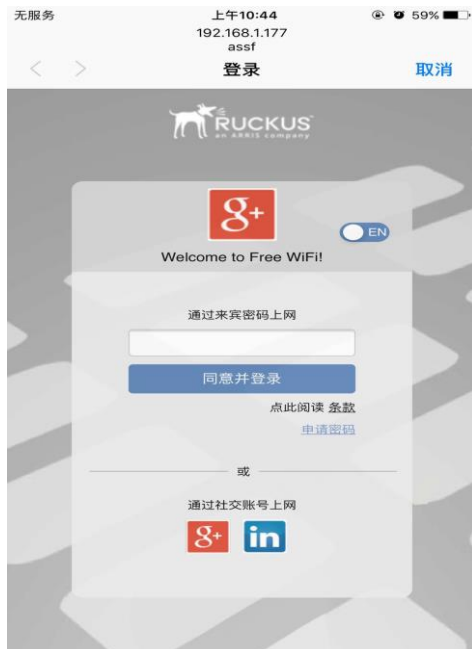 无服务 上午10:44 59%
192.168.1.177
assf
登录 取消
RUCKUS
an ARRIS company
g+
EN
Welcome to Free WiFi!
通过来宾密码上网
同意并登录
点此阅读 条款
申请密码
或
通过社交账号上网
g+ in